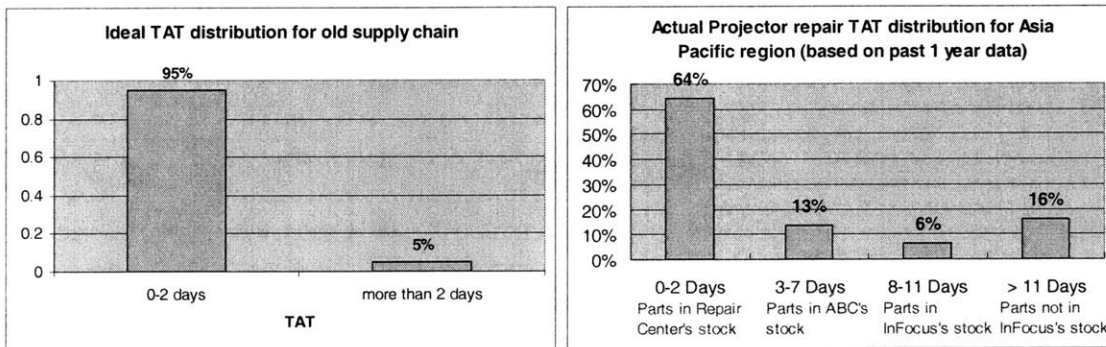 Ideal TAT distribution for old supply chain
95%
1
0.8
0.6
0.4
0.2
0
5%
0-2 days
more than 2 days
TAT
Actual Projector repair TAT distribution for Asia
Pacific region (based on past 1 year data)
70%
60%
50%
40%
30%
20%
10%
0%
64%
13%
6%
16%
0-2 Days
3-7 Days
8-11 Days
> 11 Days
Parts in Repair
Center's stock
Parts in ABC's
stock
Parts in
InFocus's stock
Parts not in
InFocus's stock